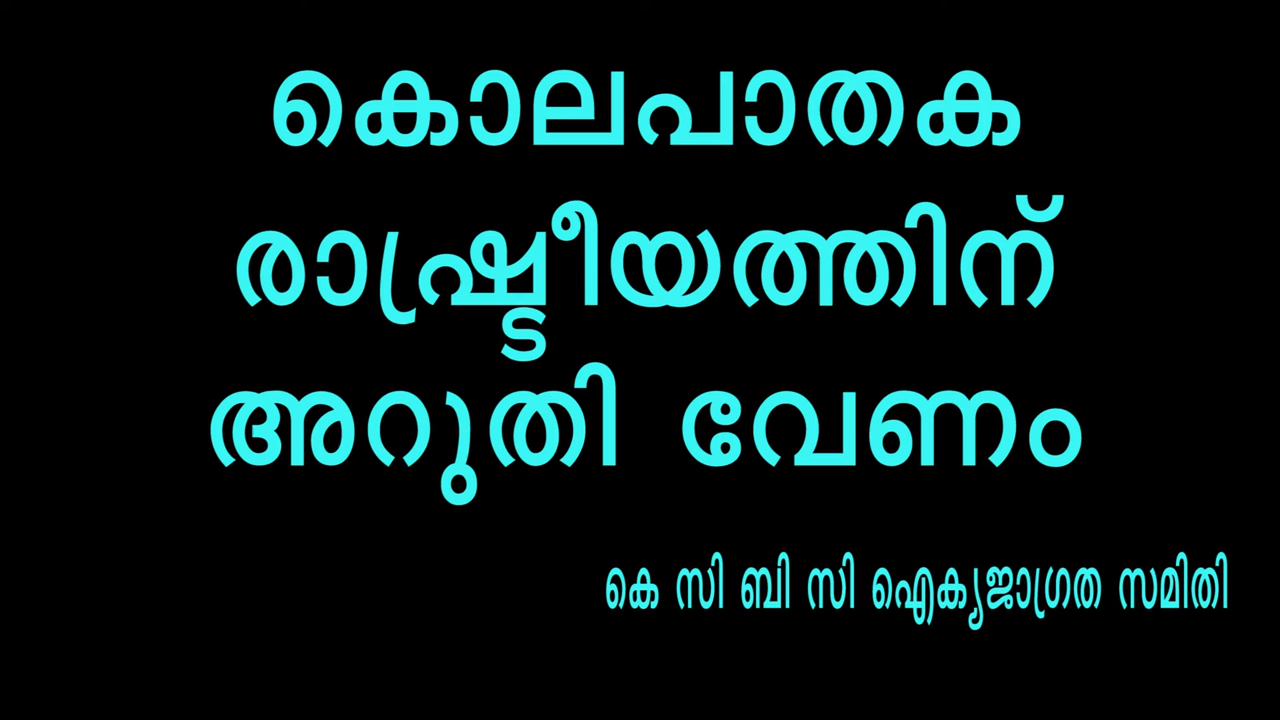 കൊലപാതക
രാഷ്ട്രീയത്തിന്
അറുതി വേണം
കെ സി ബി സി ഐക്യജാഗ്രത സമിതി